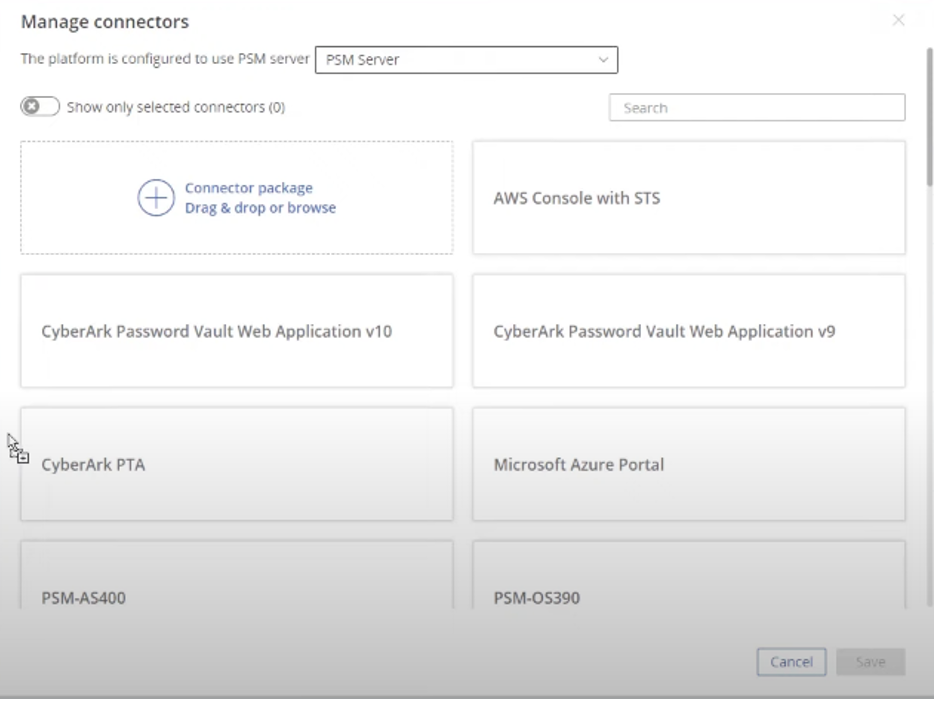 Manage connectors
The platform is configured to use PSM server PSM Server
Show only selected connectors (0)
Search
Connector package
Drag & drop or browse
AWS Console with STS
CyberArk Password Vault Web Application v10
CyberArk Password Vault Web Application v9
CyberArk PTA
Microsoft Azure Portal
PSM-AS400
PSM-OS390
Cancel
Save